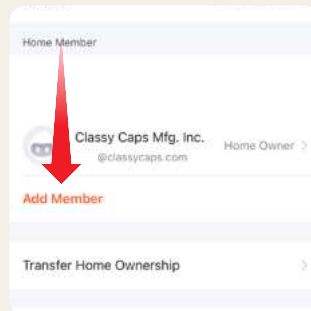 Home Member
Classy Caps Mfg. Inc.
Home Owner >
@classycaps.com
Add Member
Transfer Home Ownership >